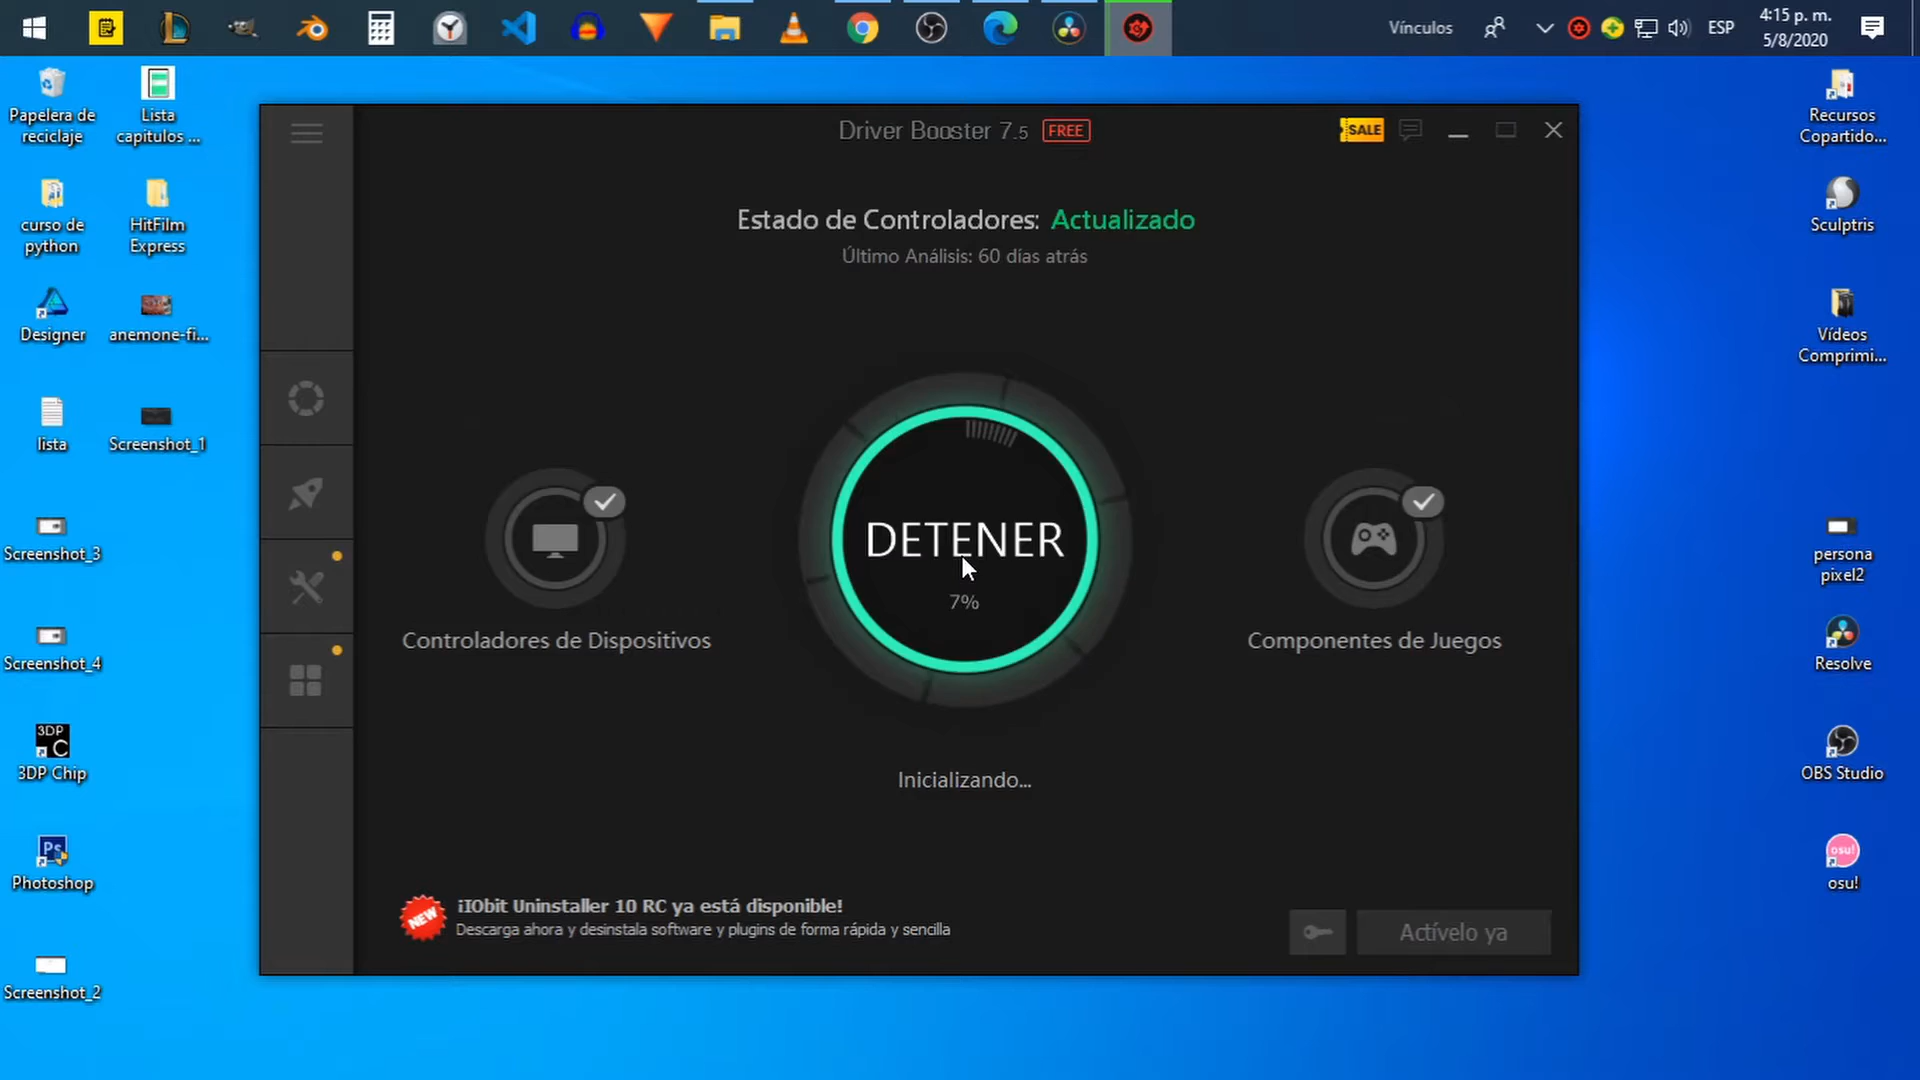 Vínculos
ESP
4:15 p. m.
5/8/2020
Papelera de
reciclaje
Lista
capitulos ...
curso de
python
HitFilm
Express
Designer
anemone-fi...
lista
Screenshot_1
Screenshot_3
Screenshot_4
3DP
C
3DP Chip
Ps
Photoshop
Screenshot_2
Driver Booster 7.5
FREE
SALE
Estado de Controladores: Actualizado
Último Análisis: 60 días atrás
DETENER
7%
Controladores de Dispositivos
Componentes de Juegos
Inicializando...
NEW
¡IObit Uninstaller 10 RC ya está disponible!
Descarga ahora y desinstala software y plugins de forma rápida y sencilla
Actívelo ya
Recursos
Copartido...
Sculptris
Vídeos
Comprimi...
persona
pixel2
Resolve
OBS Studio
osu!
osu!